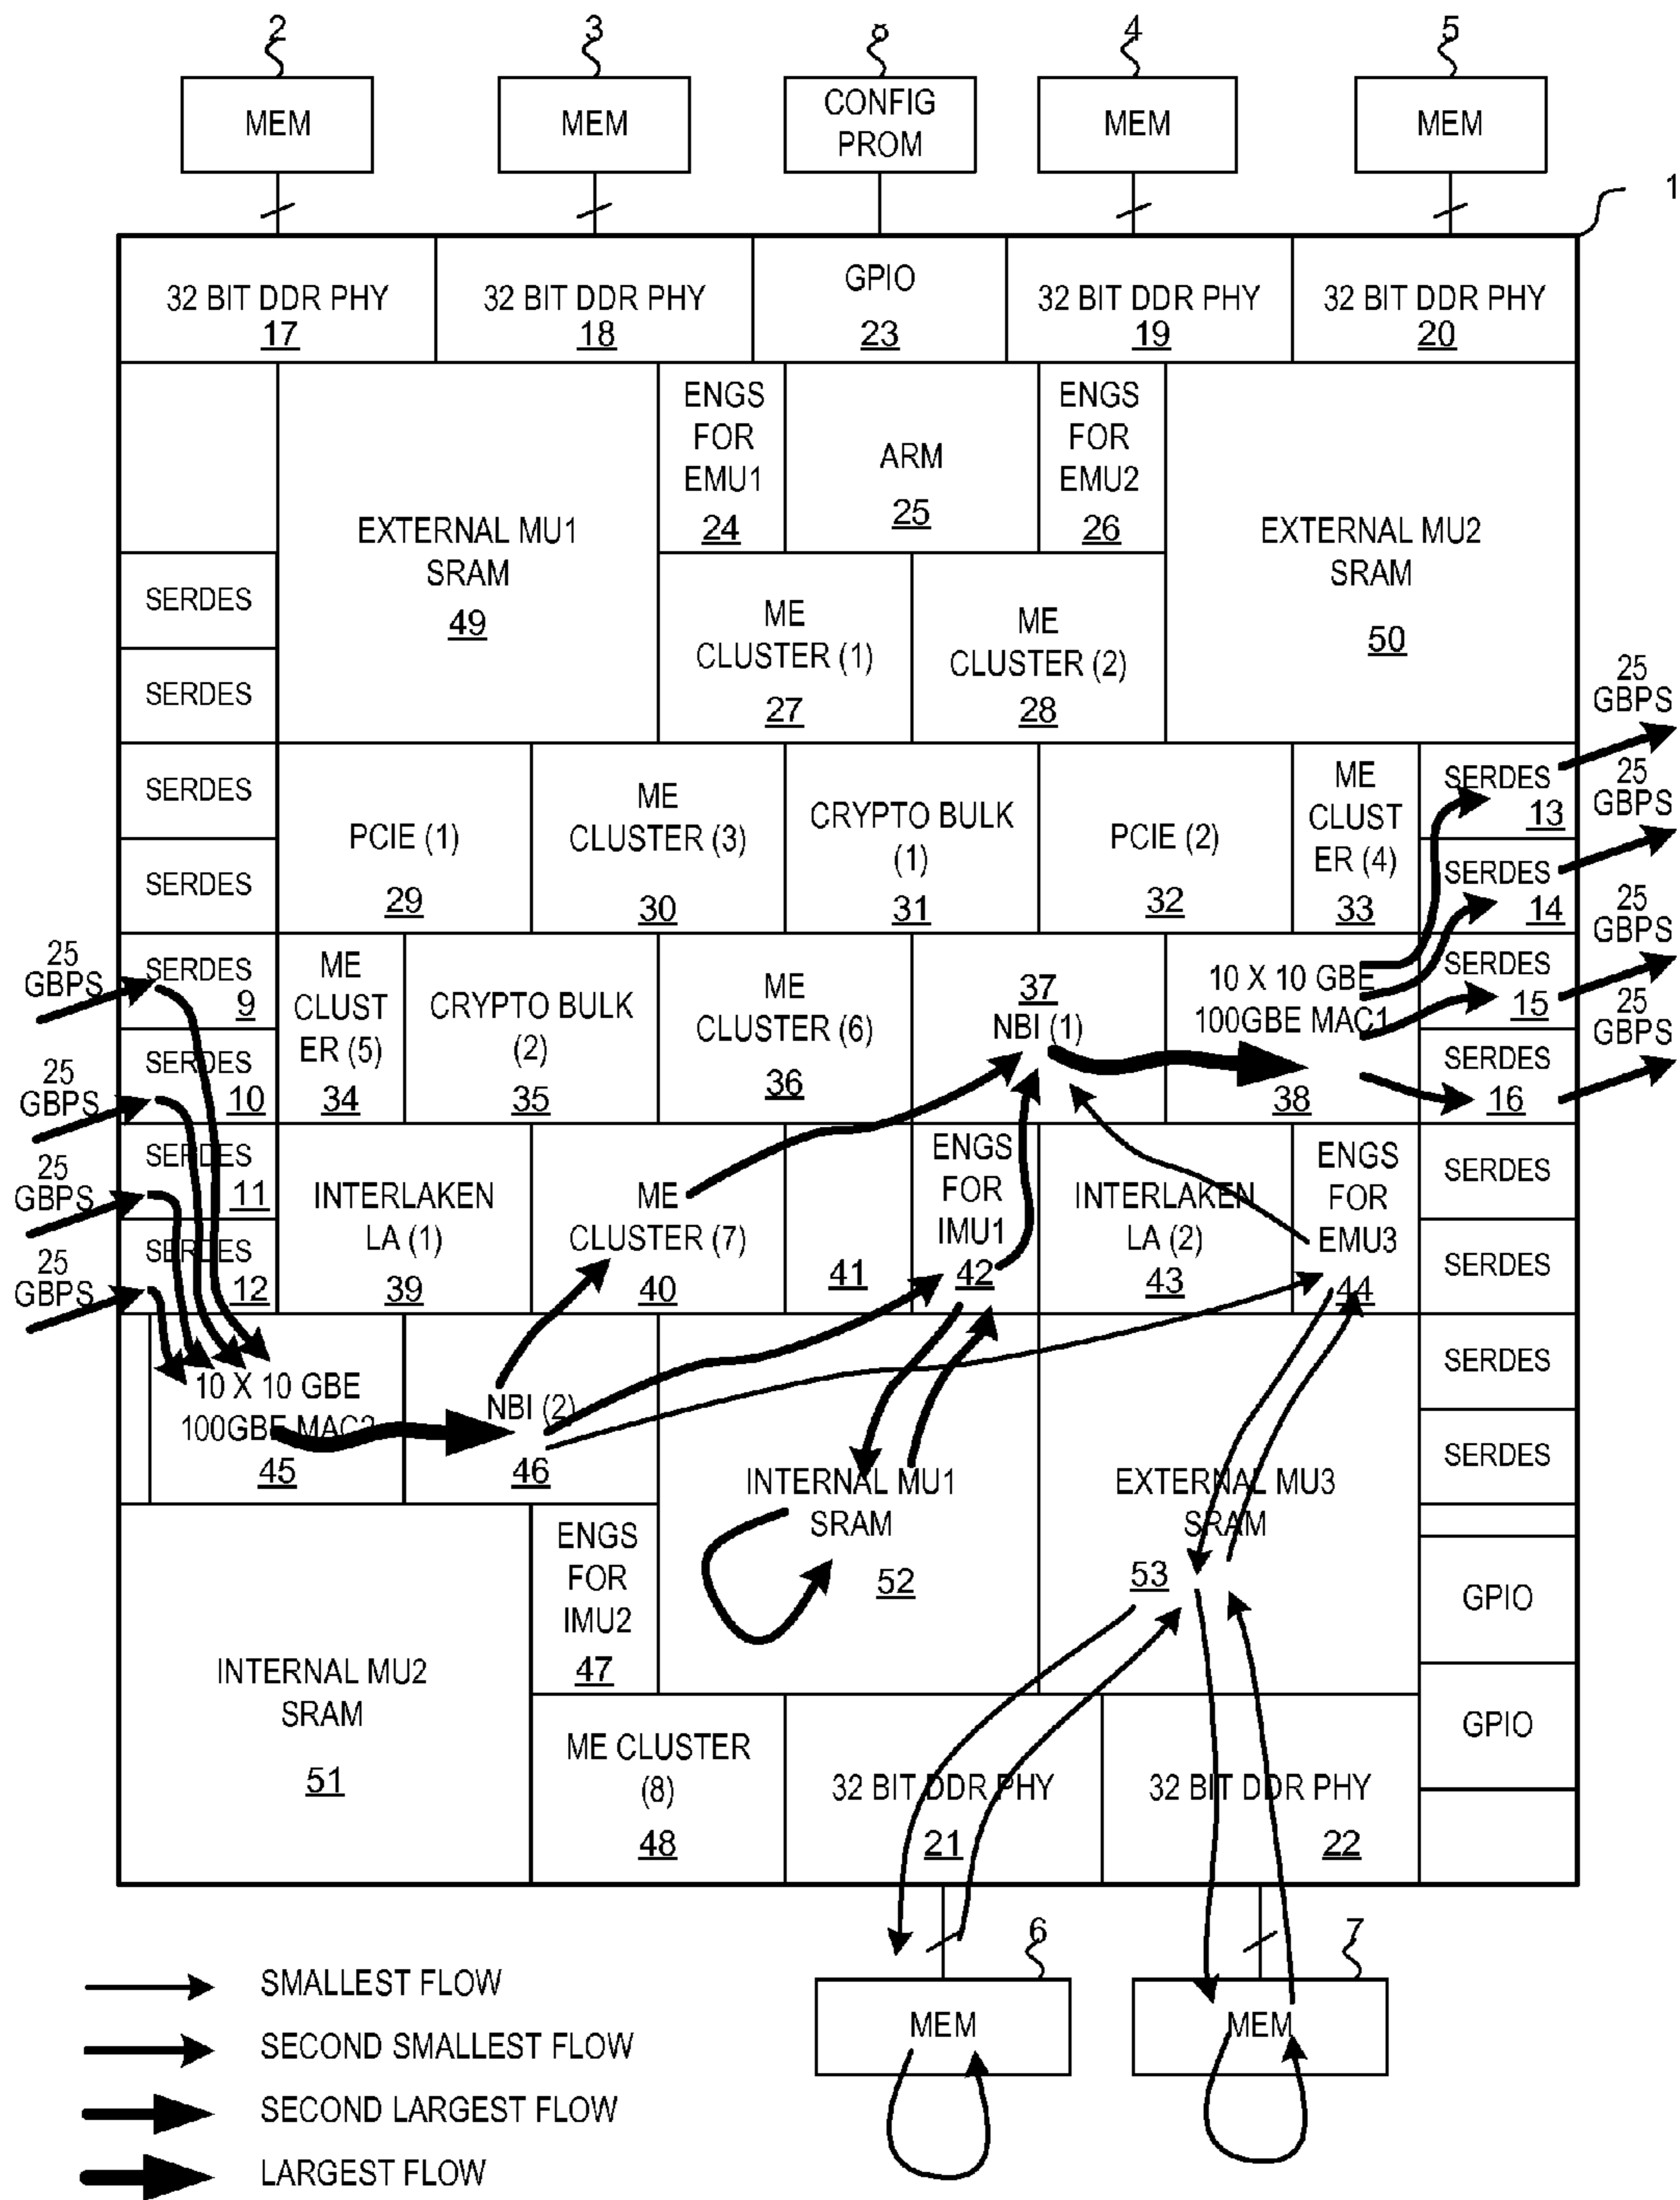 2
3
8
4
5
MEM
MEM
CONFIG
PROM
MEM
MEM
1
32 BIT DDR PHY
17
32 BIT DDR PHY
18
GPIO
23
32 BIT DDR PHY
19
32 BIT DDR PHY
20
EXTERNAL MU1
SRAM
49
ENGS
FOR
EMU1
24
ARM
25
ENGS
FOR
EMU2
26
EXTERNAL MU2
SRAM
50
SERDES
SERDES
ME
CLUSTER (1)
27
ME
CLUSTER (2)
28
SERDES
SERDES
PCIE (1)
29
ME
CLUSTER (3)
30
CRYPTO BULK
(1)
31
PCIE (2)
32
ME
CLUST
ER (4)
33
SERDES
13
SERDES
14
25
GBPS
25
GBPS
25
GBPS
25
GBPS
25
GBPS
25
GBPS
25
GBPS
25
GBPS
SERDES
9
SERDES
10
ME
CLUST
ER (5)
34
CRYPTO BULK
(2)
35
ME
CLUSTER (6)
36
37
NBI (1)
10 X 10 GBE
100GBE MAC1
38
SERDES
15
SERDES
16
SERDES
11
SERDES
12
INTERLAKEN
LA (1)
39
ME
CLUSTER (7)
40
41
ENGS
FOR
IMU1
42
INTERLAKEN
LA (2)
43
ENGS
FOR
EMU3
44
SERDES
SERDES
10 X 10 GBE
100GBE MAC2
45
NBI (2)
46
INTERNAL MU1
SRAM
52
EXTERNAL MU3
SRAM
53
SERDES
SERDES
INTERNAL MU2
SRAM
51
ENGS
FOR
IMU2
47
GPIO
GPIO
ME CLUSTER
(8)
48
32 BIT DDR PHY
21
32 BIT DDR PHY
22
6
7
MEM
MEM
SMALLEST FLOW
SECOND SMALLEST FLOW
SECOND LARGEST FLOW
LARGEST FLOW